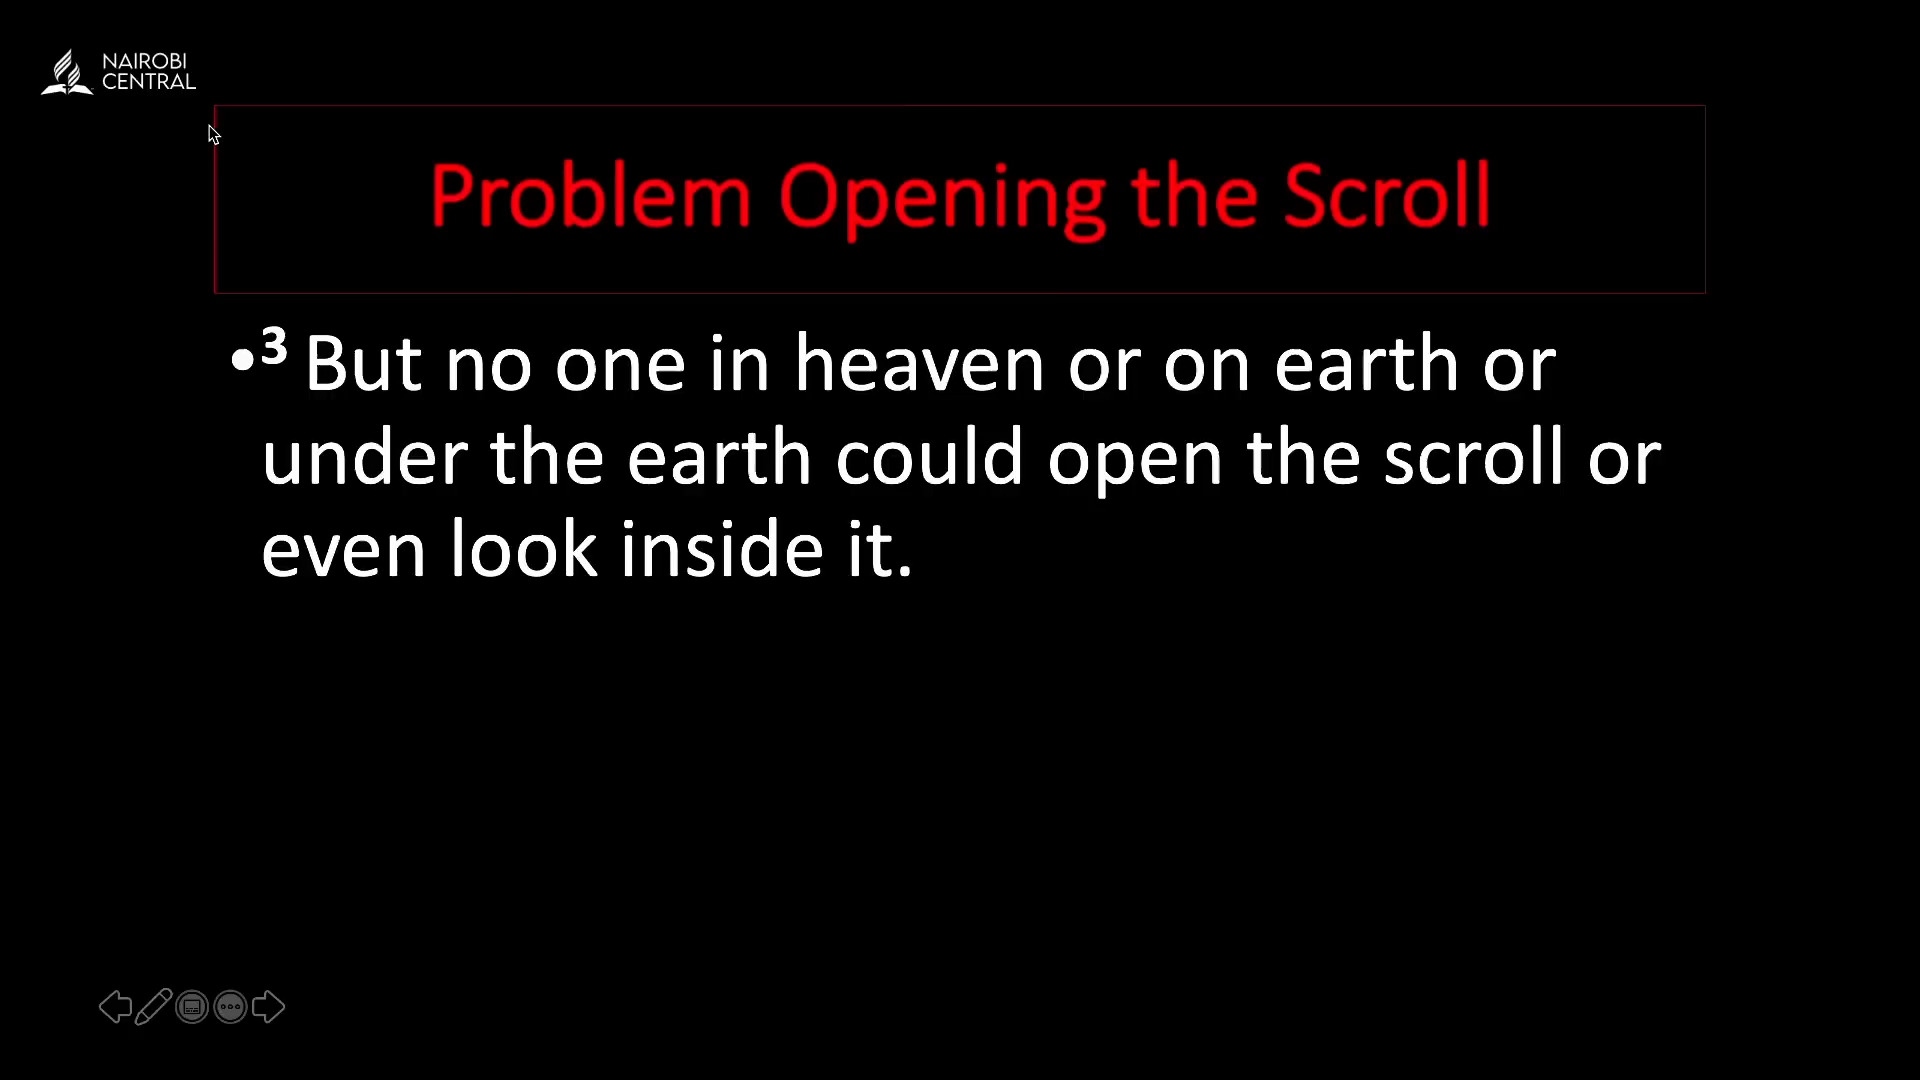 NAIROBI
CENTRAL
Problem Opening the Scroll
•³ But no one in heaven or on earth or
under the earth could open the scroll or
even look inside it.